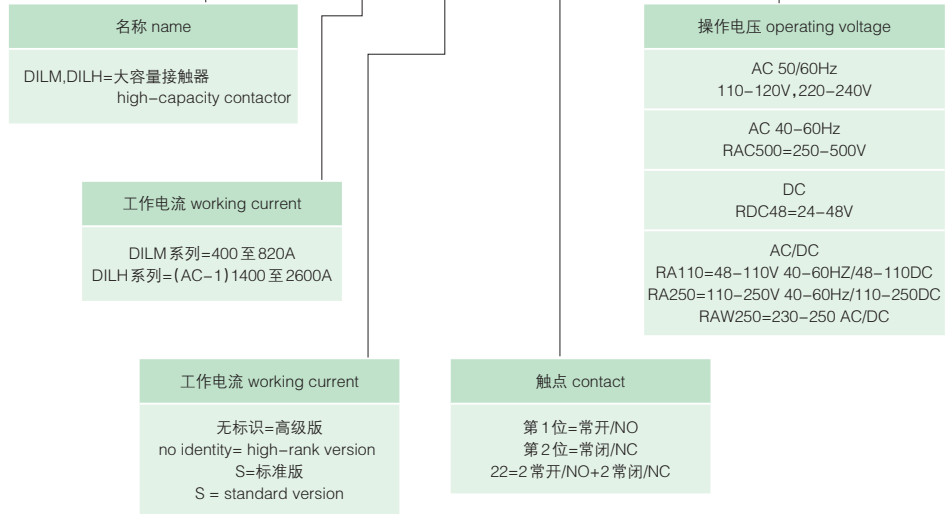 名称 name
DILM,DILH=大容量接触器
high-capacity contactor
工作电流 working current
DILM系列=400至820A
DILH系列=(AC-1)1400至2600A
工作电流 working current
无标识=高级版
no identity= high-rank version
S=标准版
S = standard version
触点 contact
第1位=常开/NO
第2位=常闭/NC
22=2常开/NO+2常闭/NC
操作电压 operating voltage
AC 50/60Hz
110-120V,220-240V
AC 40-60Hz
RAC500=250-500V
DC
RDC48=24-48V
AC/DC
RA110=48-110V 40-60HZ/48-110DC
RA250=110-250V 40-60Hz/110-250DC
RAW250=230-250 AC/DC